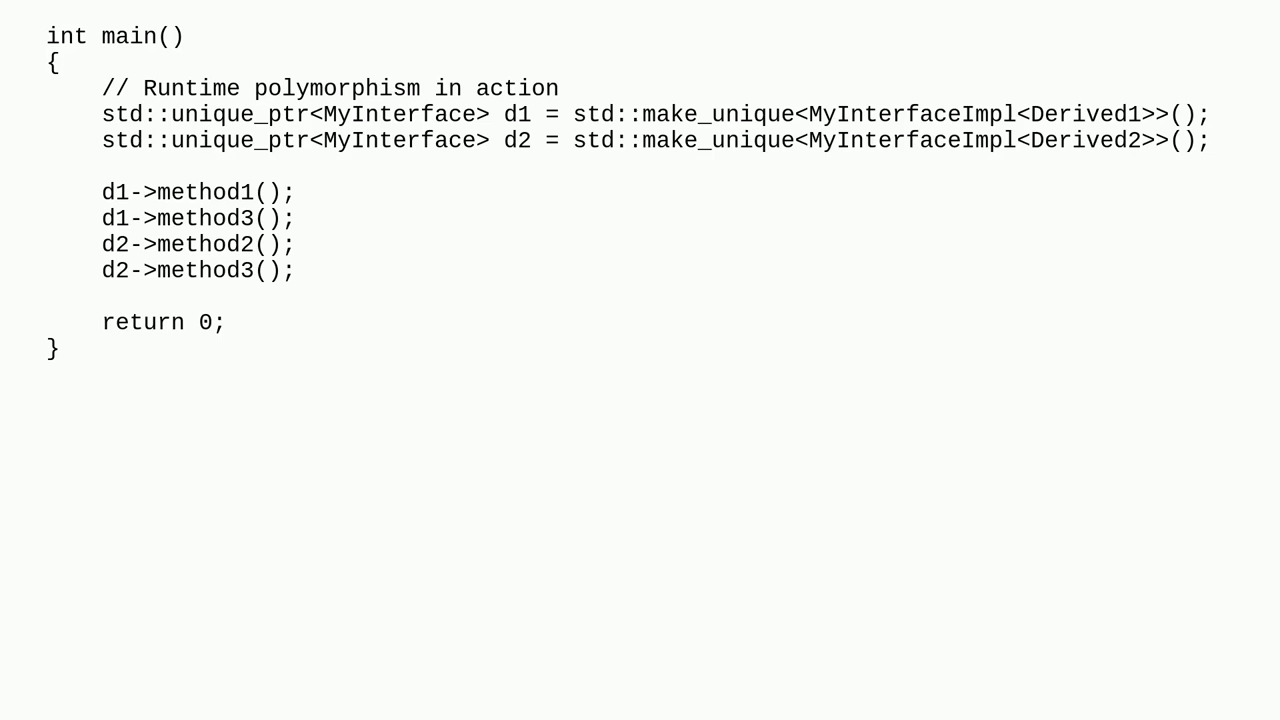 int main()
{
    // Runtime polymorphism in action
    std::unique_ptr<MyInterface> d1 = std::make_unique<MyInterfaceImpl<Derived1>>();
    std::unique_ptr<MyInterface> d2 = std::make_unique<MyInterfaceImpl<Derived2>>();

    d1->method1();
    d1->method3();
    d2->method2();
    d2->method3();

    return 0;
}